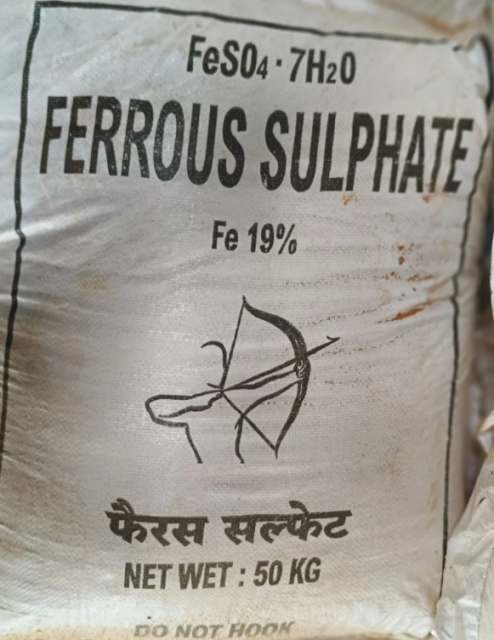 FeSO4 · 7H2O
FERROUS SULPHATE
Fe 19%
फैरस सल्फेट
NET WET : 50 KG
DO NOT HOOK